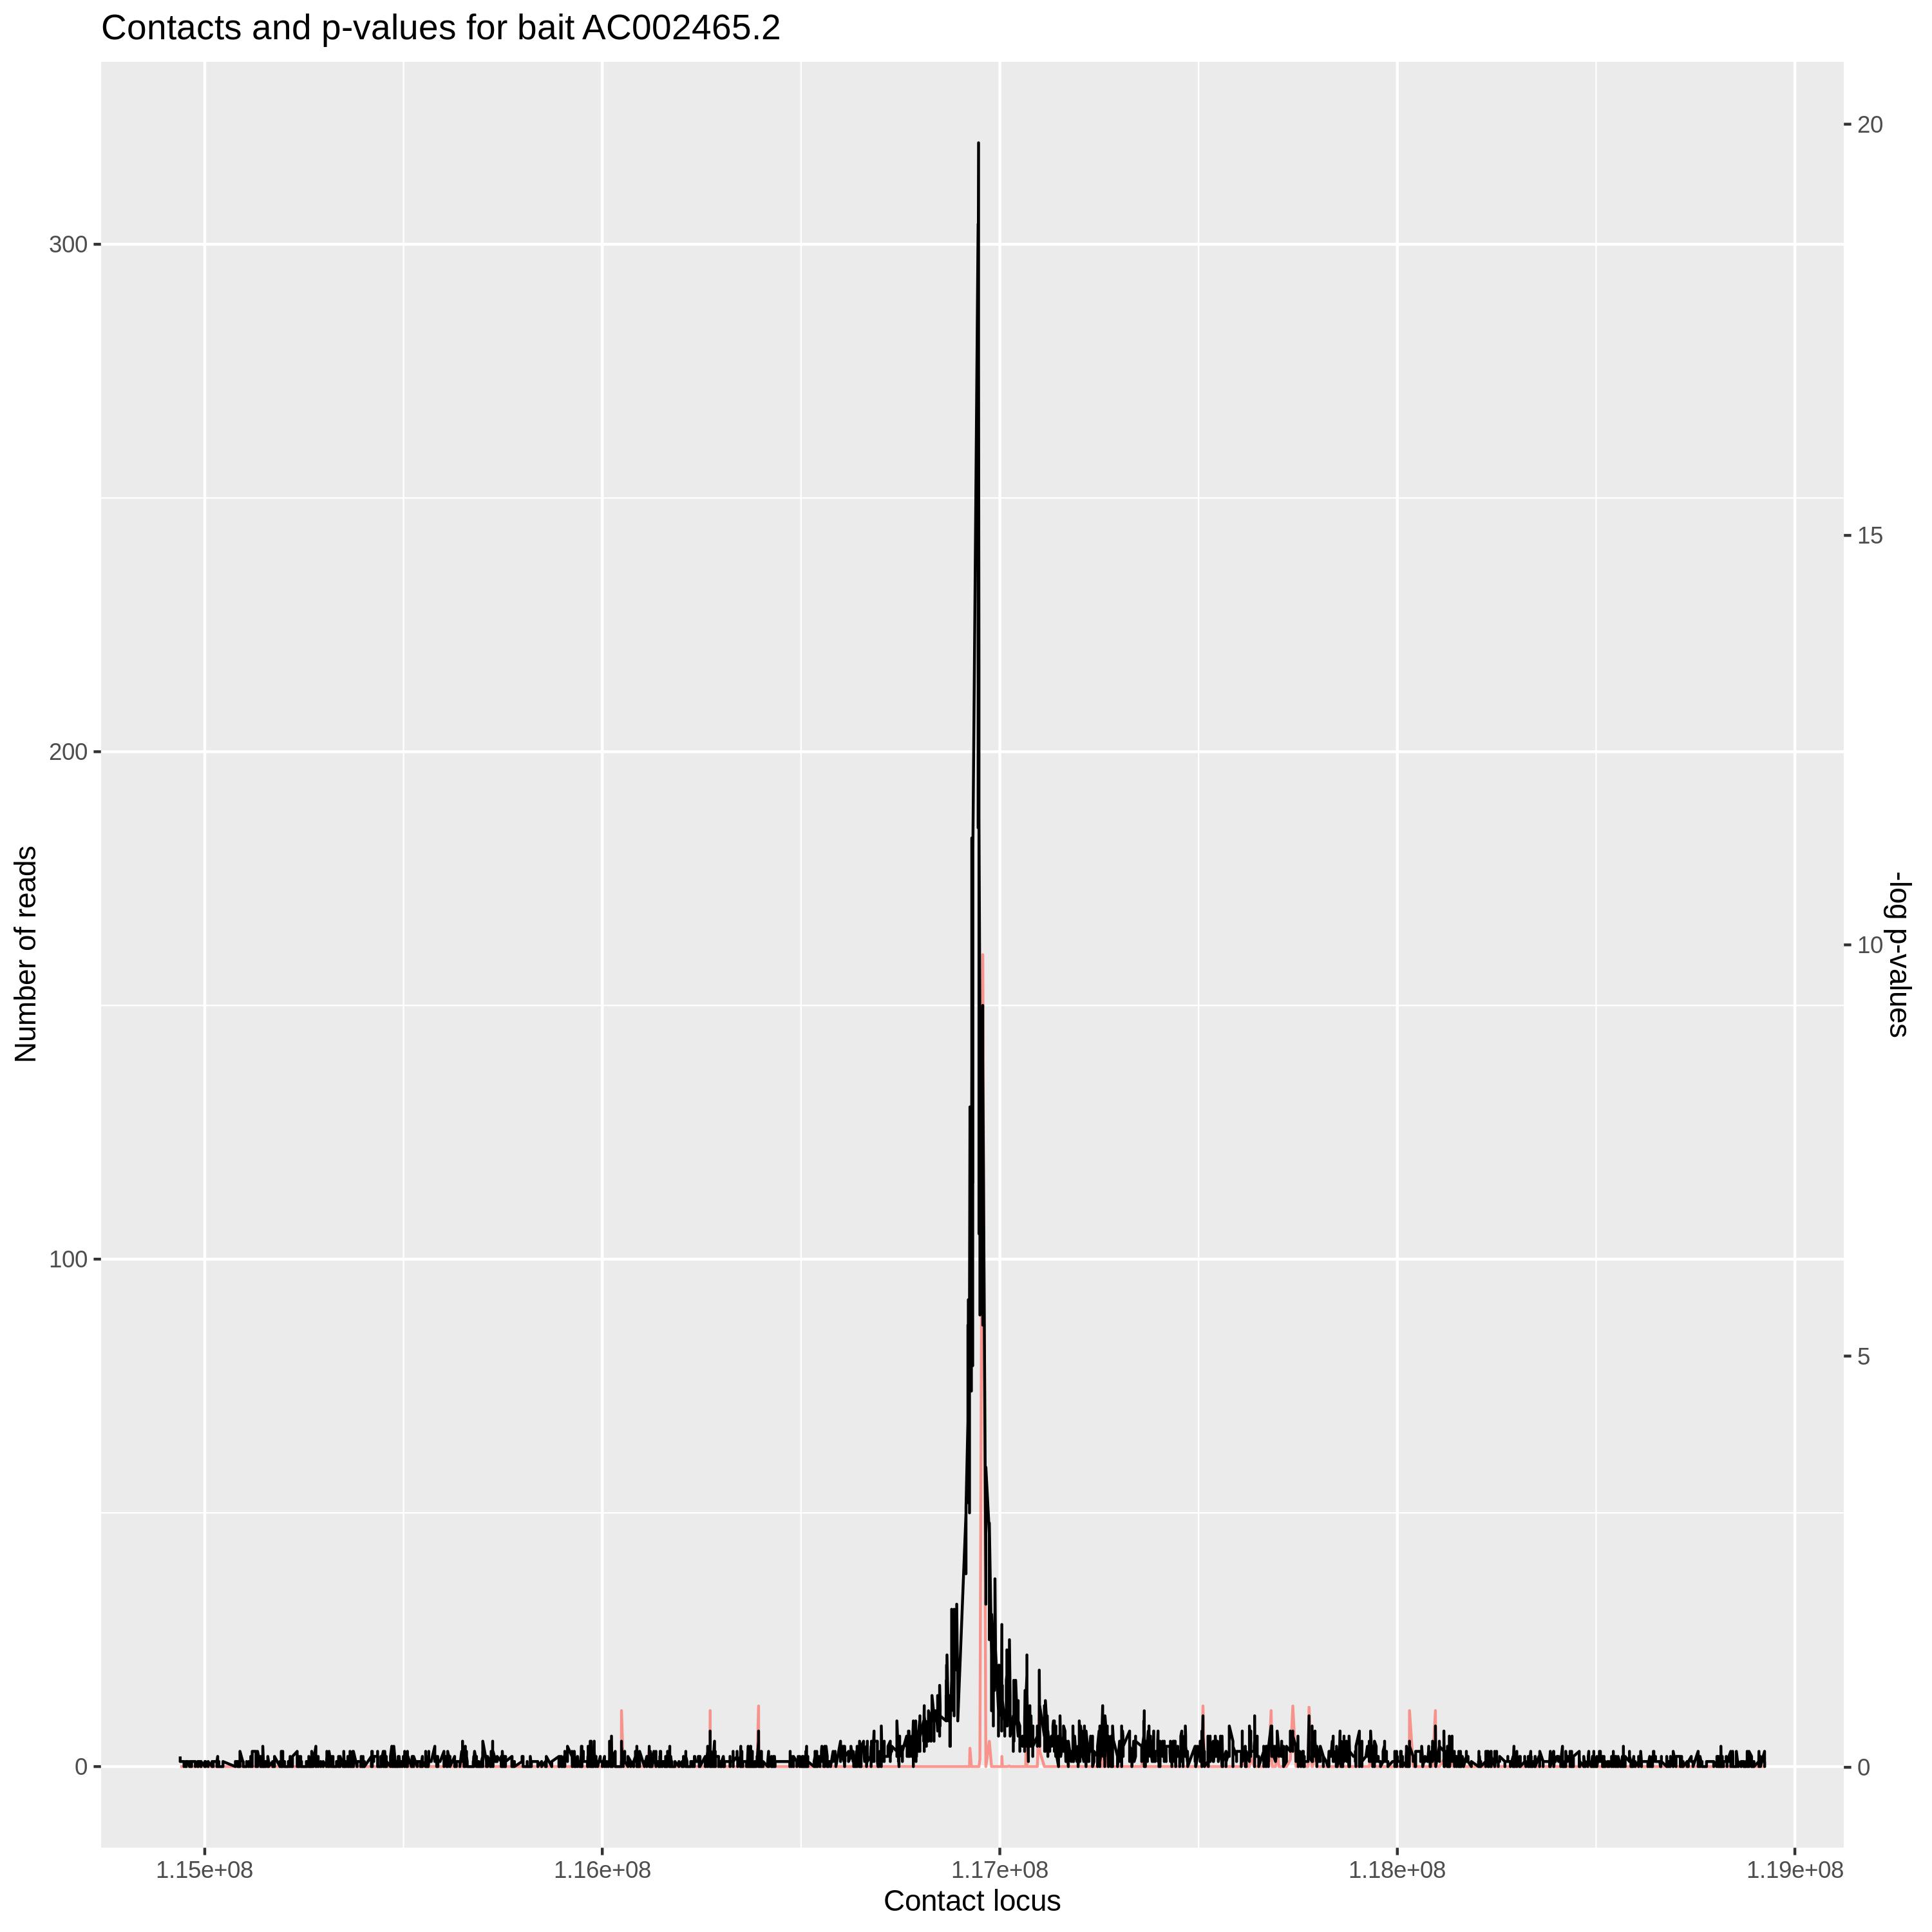 Contacts and p-values for bait AC002465.2
Number of reads
300
200
100
0
20
15
10
5
0
-log p-values
1.15e+08
1.16e+08
1.17e+08
1.18e+08
1.19e+08
Contact locus